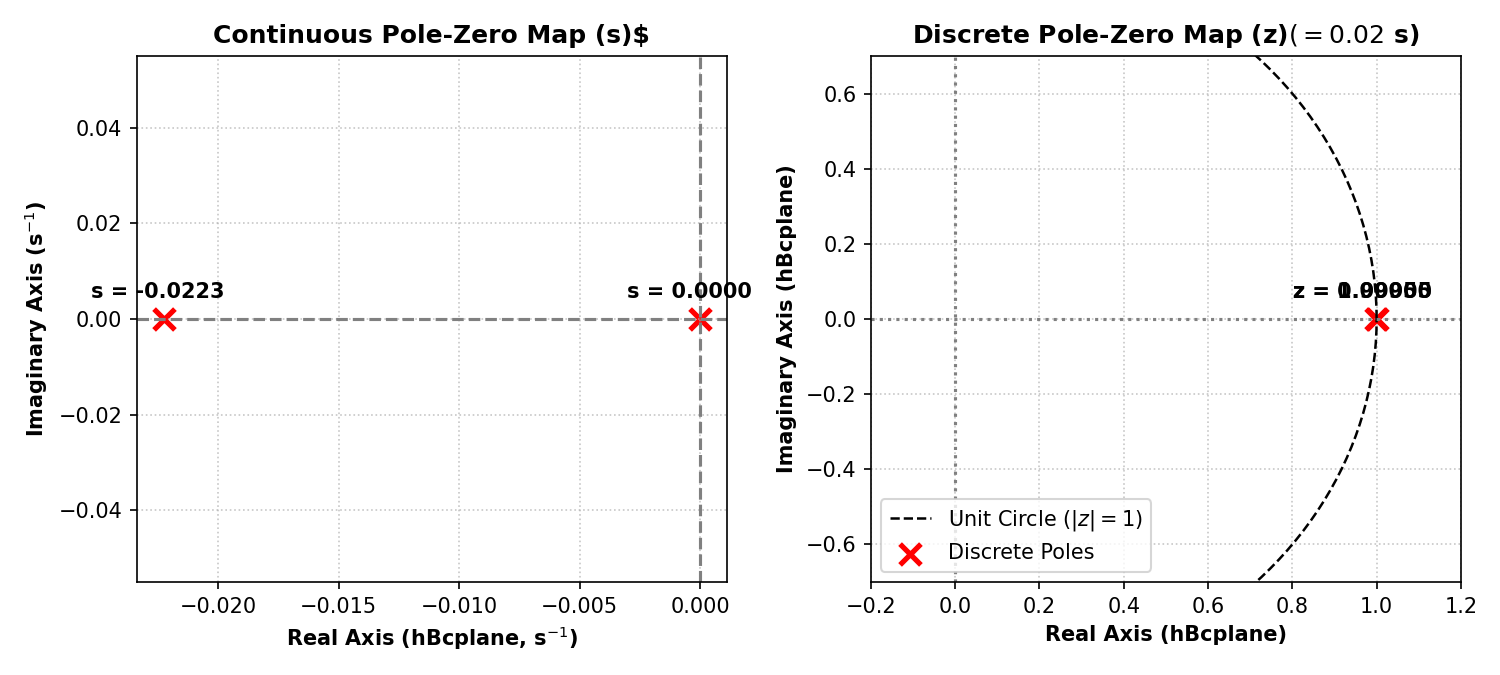 Continuous Pole-Zero Map (s)$
Imaginary Axis (s⁻¹)
0.04
0.02
0.00
−0.02
−0.04
s = -0.0223
s = 0.0000
−0.020
−0.015
−0.010
−0.005
0.000
Real Axis (hBcplane, s⁻¹)
Discrete Pole-Zero Map (z)(= 0.02 s)
Imaginary Axis (hBcplane)
0.6
0.4
0.2
0.0
−0.2
−0.4
−0.6
z =
Unit Circle (|z| = 1)
Discrete Poles
−0.2
0.0
0.2
0.4
0.6
0.8
1.0
1.2
Real Axis (hBcplane)